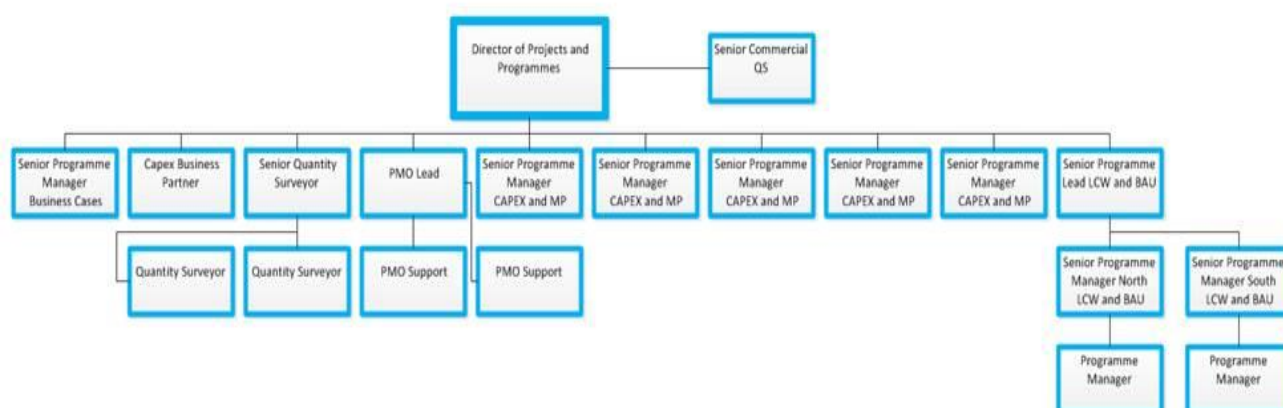 Director of Projects and
Programmes
Senior Commercial
QS
Senior Programme
Manager
Business Cases
Capex Business
Partner
Senior Quantity
Surveyor
PMO Lead
Senior Programme
Manager
CAPEX and MP
Senior Programme
Manager
CAPEX and MP
Senior Programme
Manager
CAPEX and MP
Senior Programme
Manager
CAPEX and MP
Senior Programme
Manager
CAPEX and MP
Senior Programme
Lead LCW and BAU
Quantity Surveyor
Quantity Surveyor
PMO Support
PMO Support
Senior Programme
Manager North
LCW and BAU
Senior Programme
Manager South
LCW and BAU
Programme
Manager
Programme
Manager